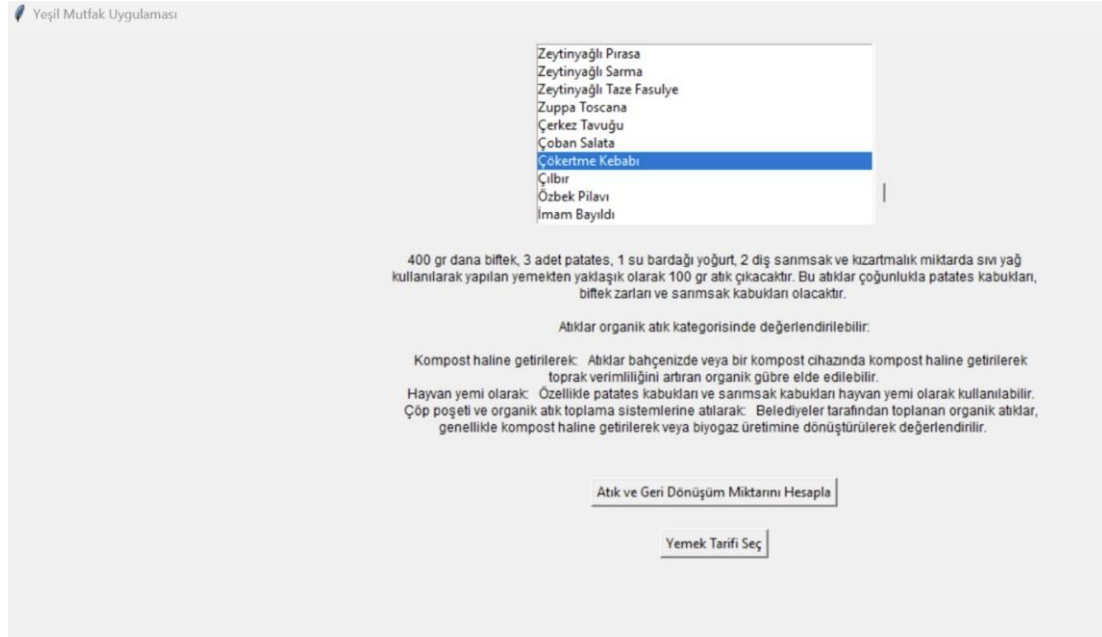 Yeşil Mutfak Uygulaması
Zeytinyağlı Pırasa
Zeytinyağlı Sarma
Zeytinyağlı Taze Fasulye
Zuppa Toscana
Çerkez Tavuğu
Çoban Salata
Çökertme Kebabı
Çılbır
Özbek Pilavı
İmam Bayıldı
400 gr dana biftek, 3 adet patates, 1 su bardağı yoğurt, 2 diş sarımsak ve kızartmalık miktarda sıvı yağ
kullanılarak yapılan yemekten yaklaşık olarak 100 gr atık çıkacaktır. Bu atıklar çoğunlukla patates kabukları,
biftek zarları ve sarımsak kabukları olacaktır.
Atıklar organik atık kategorisinde değerlendirilebilir:
Kompost haline getirilerek: Atıklar bahçenizde veya bir kompost cihazında kompost haline getirilerek
toprak verimliliğini artıran organik gübre elde edilebilir.
Hayvan yemi olarak: Özellikle patates kabukları ve sarımsak kabukları hayvan yemi olarak kullanılabilir.
Çöp poşeti ve organik atık toplama sistemlerine atılarak: Belediyeler tarafından toplanan organik atıklar,
genellikle kompost haline getirilerek veya biyogaz üretimine dönüştürülerek değerlendirilir.
Atık ve Geri Dönüşüm Miktarını Hesapla
Yemek Tarifi Seç